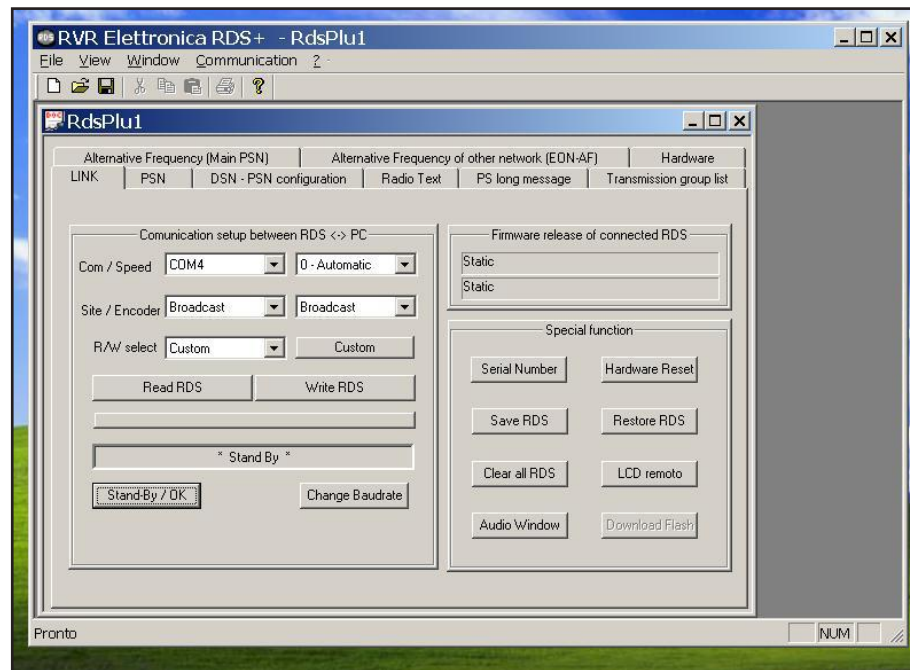 RDS RVR Elettronica RDS+ - RdsPlu1
File View Window Communication ?
RdsPlu1
Alternative Frequency (Main PSN) Alternative Frequency of other network (EON-AF) Hardware
LINK PSN DSN - PSN configuration Radio Text PS long message Transmission group list
Comunication setup between RDS <-> PC
Com / Speed COM4 0 - Automatic
Site / Encoder Broadcast Broadcast
R/W select Custom Custom
Read RDS Write RDS
* Stand By *
Stand-By / OK Change Baudrate
Firmware release of connected RDS
Static
Static
Special function
Serial Number Hardware Reset
Save RDS Restore RDS
Clear all RDS LCD remoto
Audio Window Download Flash
Pronto NUM